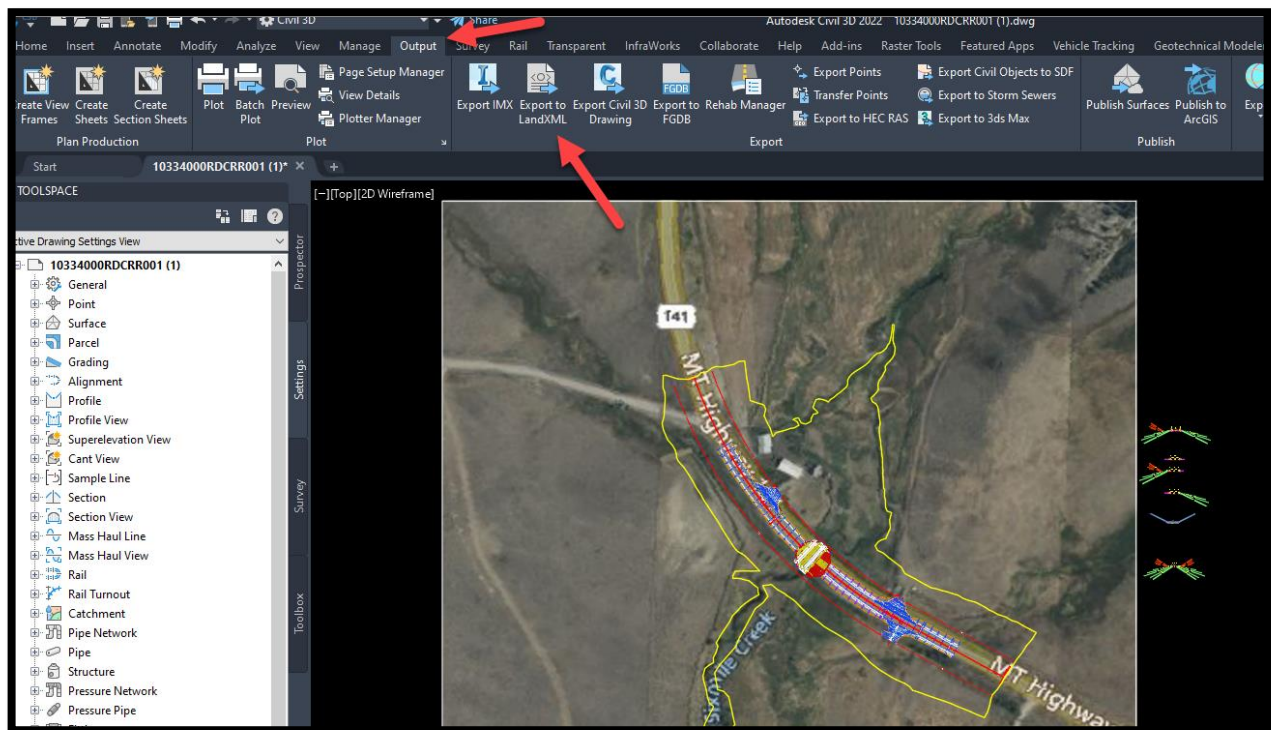 Civil 3D
Share
Autodesk Civil 3D 2022 10334000RDCRR001 (1).dwg
Home Insert Annotate Modify Analyze View Manage Output Survey Rail Transparent InfraWorks Collaborate Help Add-ins Raster Tools Featured Apps Vehicle Tracking Geotechnical Modeler
Create View Frames
Create Sheets
Create Section Sheets
Plan Production
Plot
Batch Plot
Preview
Page Setup Manager
View Details
Plotter Manager
Plot
Export IMX
Export to LandXML
Export Civil 3D Drawing
Export to FGDB
Rehab Manager
Export Points
Transfer Points
Export to HEC RAS
Export Civil Objects to SDF
Export to Storm Sewers
Export to 3ds Max
Export
Publish Surfaces
Publish to ArcGIS
Exp
Publish
Start
10334000RDCRR001 (1)*
TOOLSPACE
[−][Top][2D Wireframe]
ctive Drawing Settings View
10334000RDCRR001 (1)
General
Point
Surface
Parcel
Grading
Alignment
Profile
Profile View
Superelevation View
Cant View
Sample Line
Section
Section View
Mass Haul Line
Mass Haul View
Rail
Rail Turnout
Catchment
Pipe Network
Pipe
Structure
Pressure Network
Pressure Pipe
Prospector
Settings
Survey
Toolbox
141
MT Highway
Sixmile Creek
MT Highway